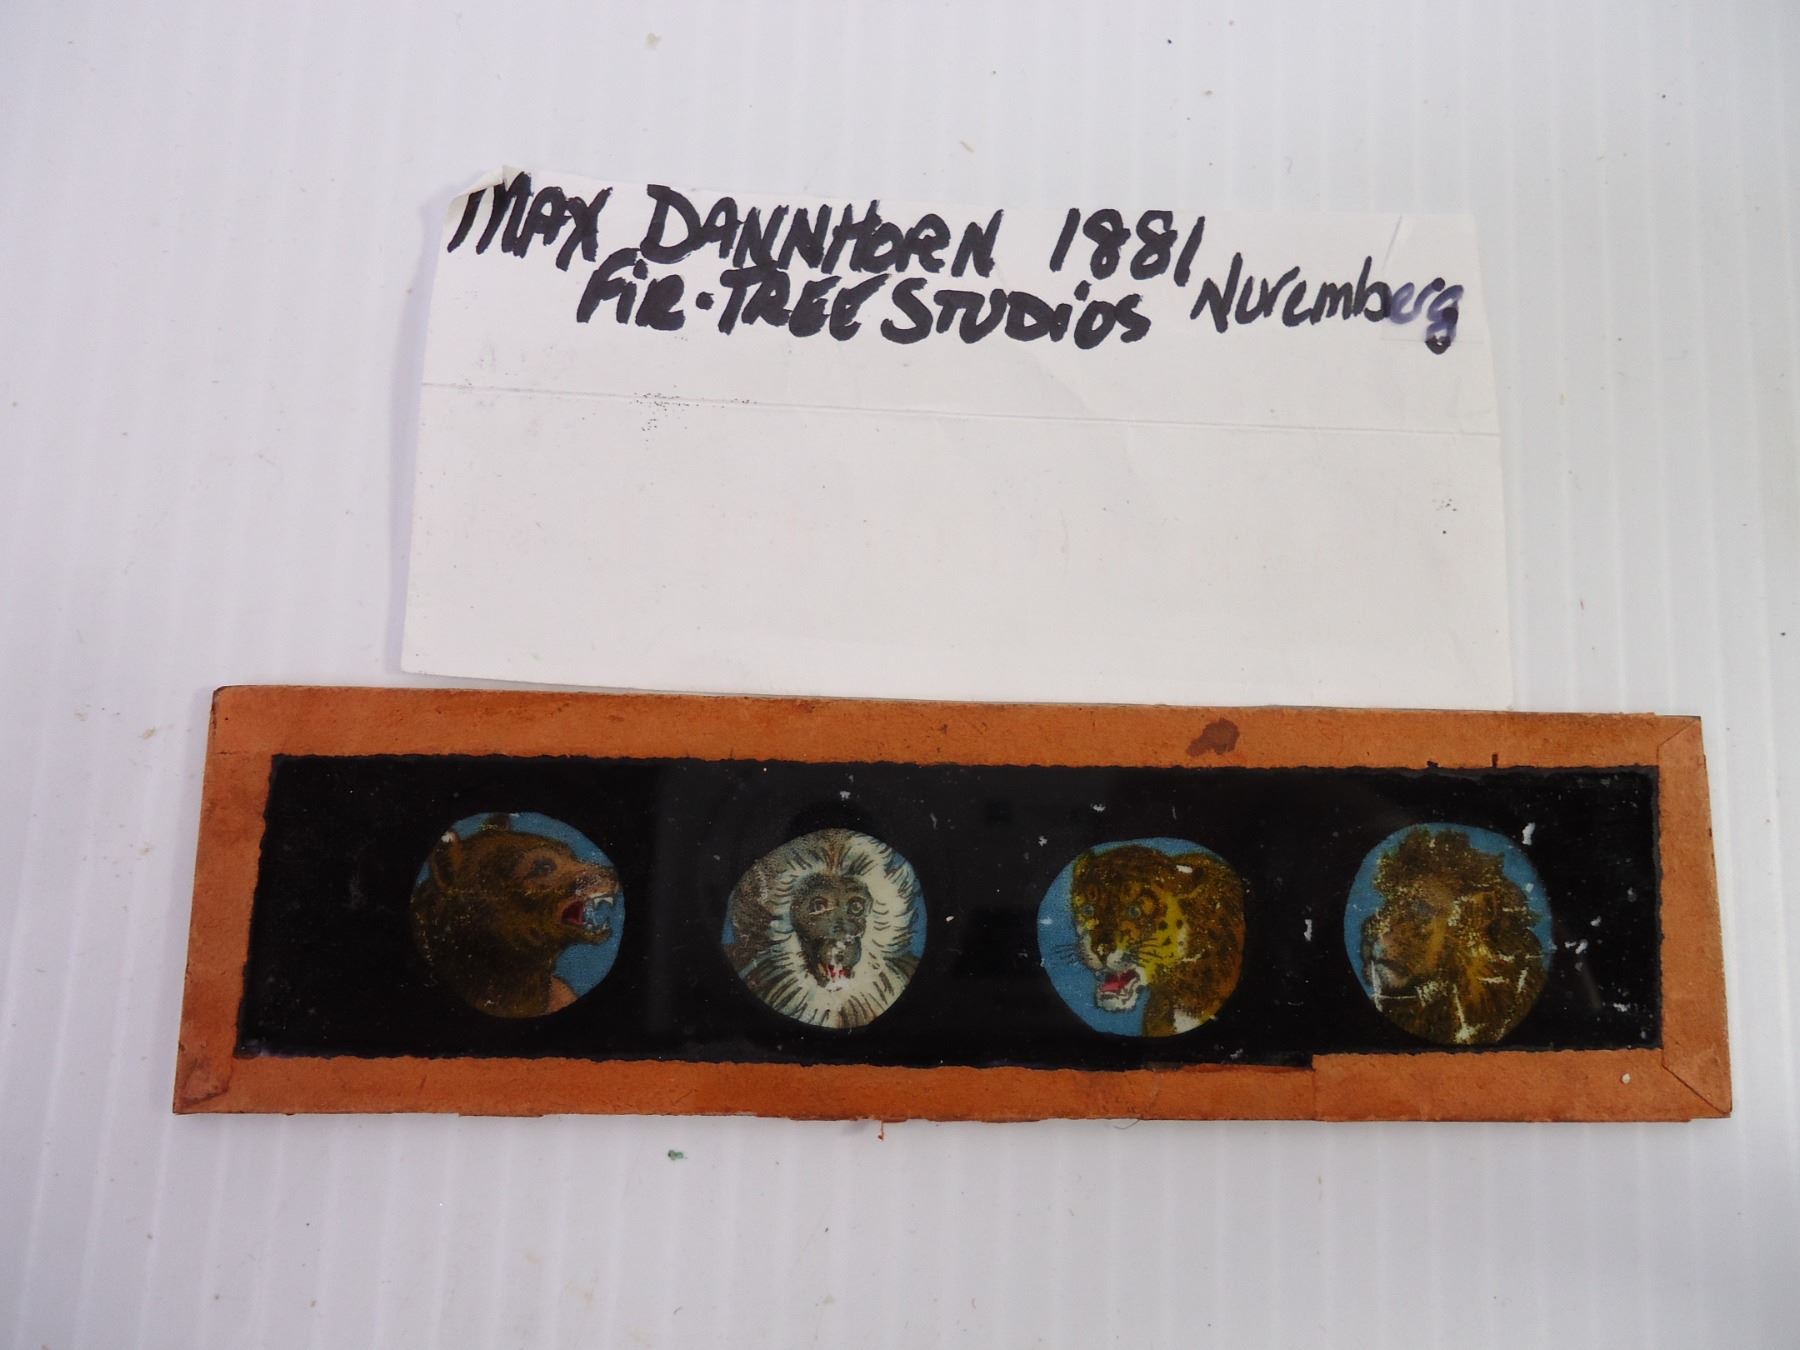 MAX DANNHORN 1881
FiR-TREE STUDiOS Nuremberg